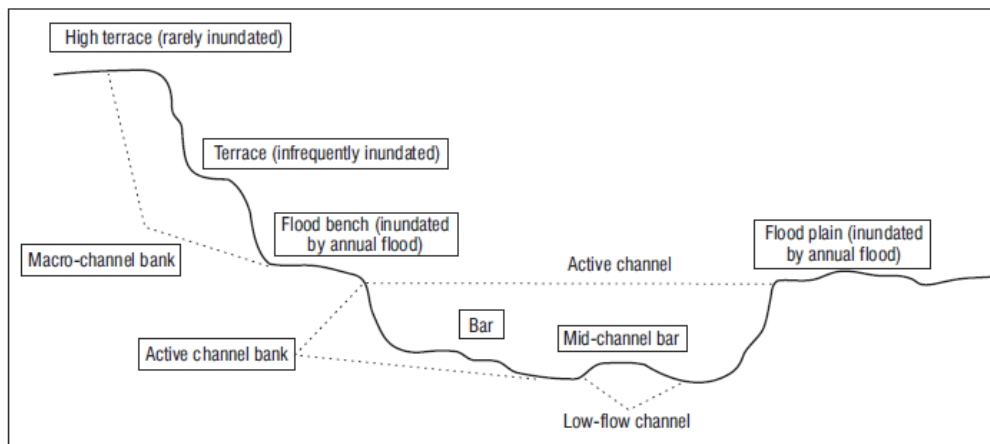 High terrace (rarely inundated)
Terrace (infrequently inundated)
Flood bench (inundated
by annual flood)
Macro-channel bank
Active channel
Flood plain (inundated
by annual flood)
Bar
Mid-channel bar
Active channel bank
Low-flow channel